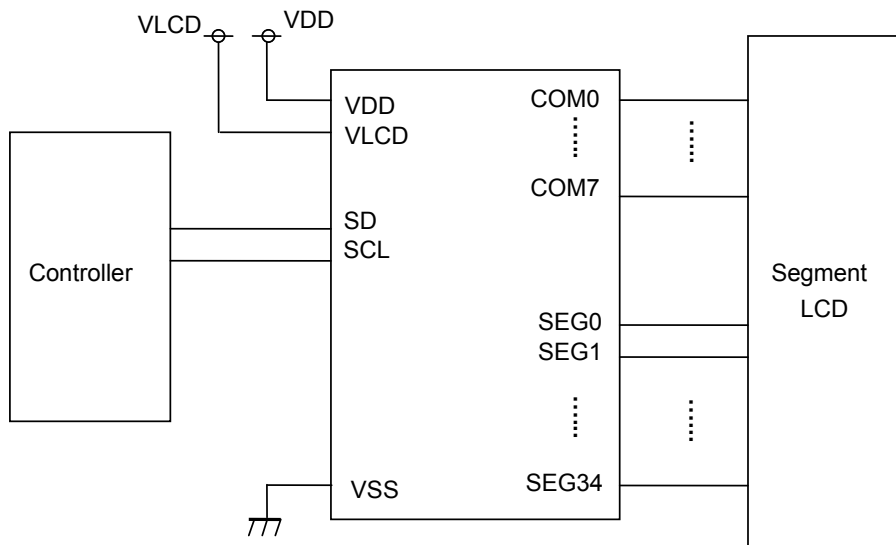 VLCD
VDD
VDD
VLCD
COM0
COM7
SD
SCL
Controller
Segment
LCD
SEG0
SEG1
VSS
SEG34